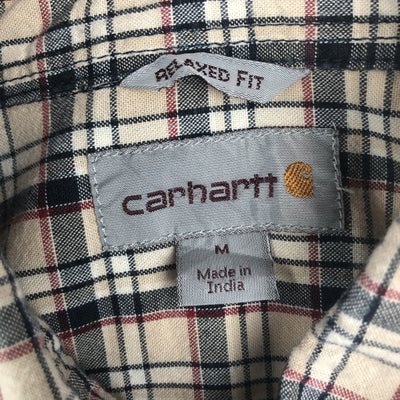 RELAXED FIT
carhartt
M
Made in
India